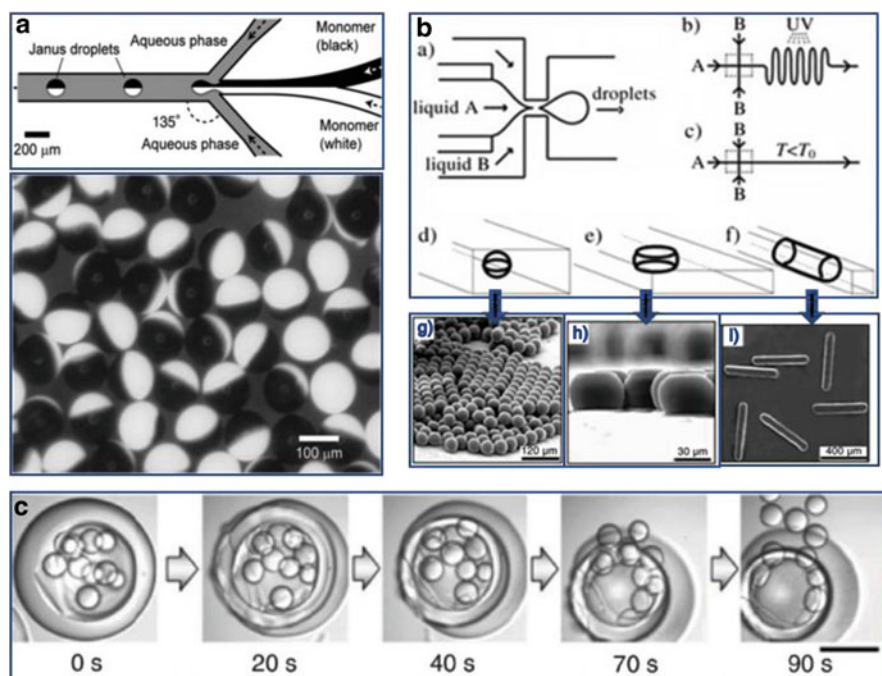 a
Janus droplets
Aqueous phase
Monomer
(black)
135°
200 μm
Aqueous phase
Monomer
(white)
100 μm
b
a)
liquid A
liquid B
droplets
b)
B
UV
A
B
c)
B
A
T<T₀
B
d)
e)
f)
g)
120 μm
h)
30 μm
i)
400 μm
c
0 s
20 s
40 s
70 s
90 s